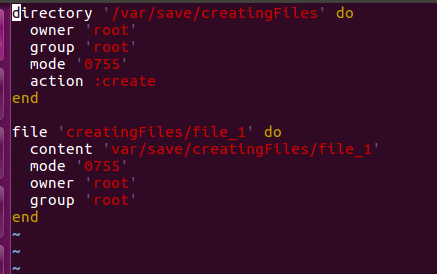 directory '/var/save/creatingFiles' do
  owner 'root'
  group 'root'
  mode '0755'
  action :create
end

file 'creatingFiles/file_1' do
  content 'var/save/creatingFiles/file_1'
  mode '0755'
  owner 'root'
  group 'root'
end
~
~
~